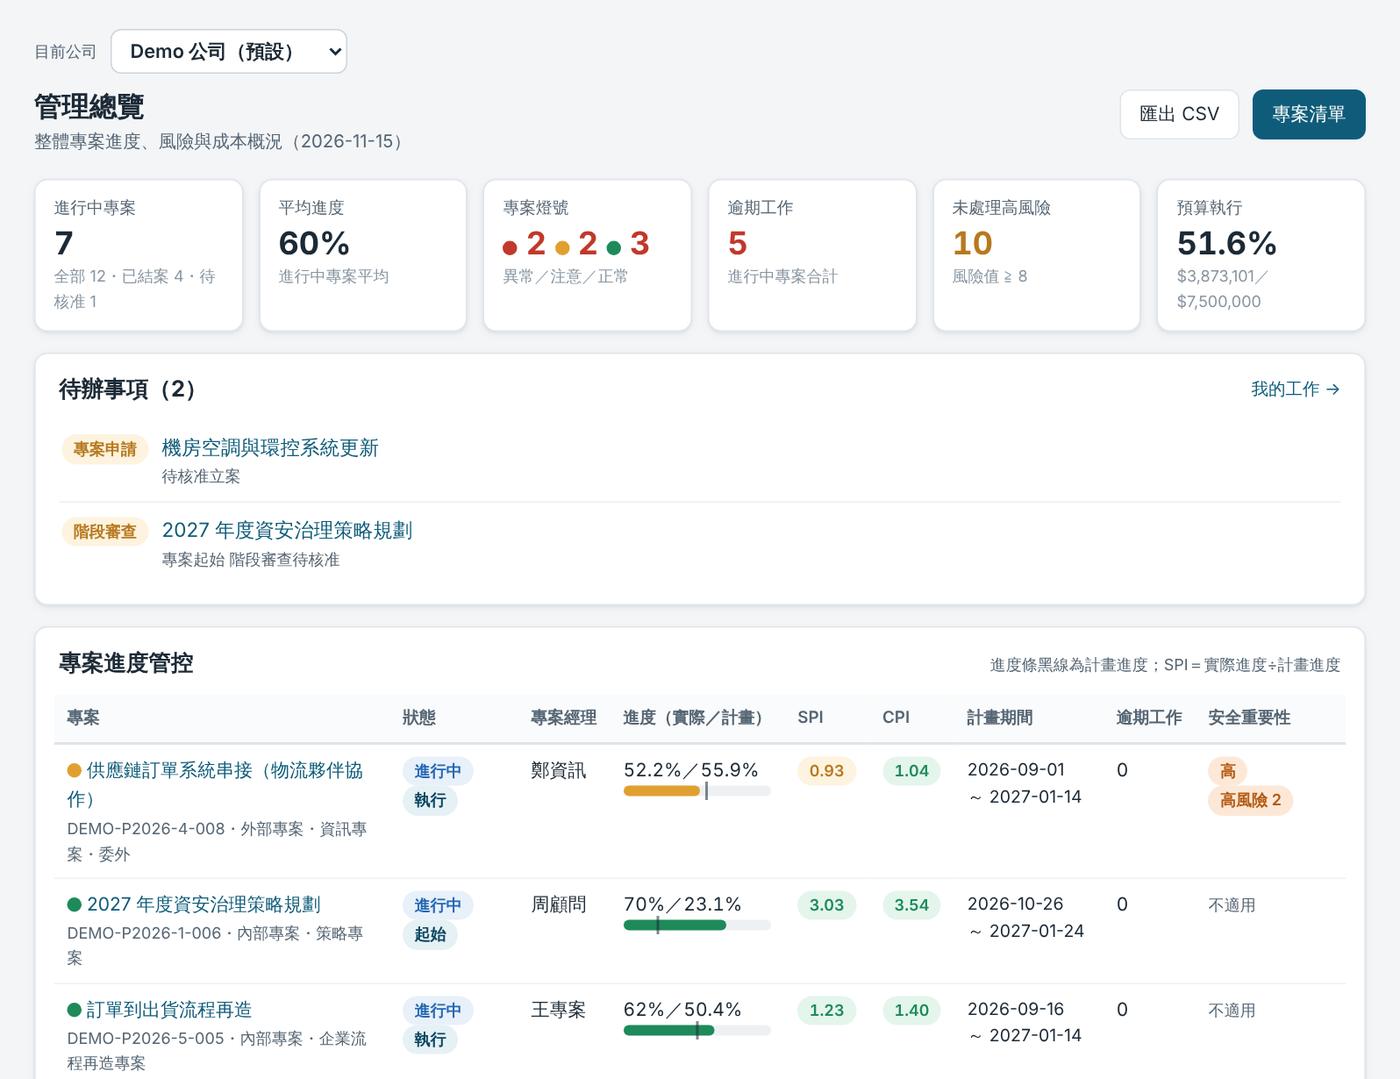 目前公司 Demo 公司（預設）
管理總覽
整體專案進度、風險與成本概況（2026-11-15）
匯出 CSV 專案清單
進行中專案
7
全部 12・已結案 4・待
核准 1
平均進度
60%
進行中專案平均
專案燈號
2 2 3
異常／注意／正常
逾期工作
5
進行中專案合計
未處理高風險
10
風險值 ≧ 8
預算執行
51.6%
$3,873,101／
$7,500,000
待辦事項（2）
我的工作 →
專案申請 機房空調與環控系統更新
待核准立案
階段審查 2027 年度資安治理策略規劃
專案起始 階段審查待核准
專案進度管控
進度條黑線為計畫進度；SPI＝實際進度÷計畫進度
專案 狀態 專案經理 進度（實際／計畫） SPI CPI 計畫期間 逾期工作 安全重要性
供應鏈訂單系統串接（物流夥伴協
作）
DEMO-P2026-4-008・外部專案・資訊專
案・委外
進行中
執行
鄭資訊
52.2%／55.9%
0.93
1.04
2026-09-01
～ 2027-01-14
0
高
高風險 2
2027 年度資安治理策略規劃
DEMO-P2026-1-006・內部專案・策略專
案
進行中
起始
周顧問
70%／23.1%
3.03
3.54
2026-10-26
～ 2027-01-24
0
不適用
訂單到出貨流程再造
DEMO-P2026-5-005・內部專案・企業流
程再造專案
進行中
執行
王專案
62%／50.4%
1.23
1.40
2026-09-16
～ 2027-01-14
0
不適用